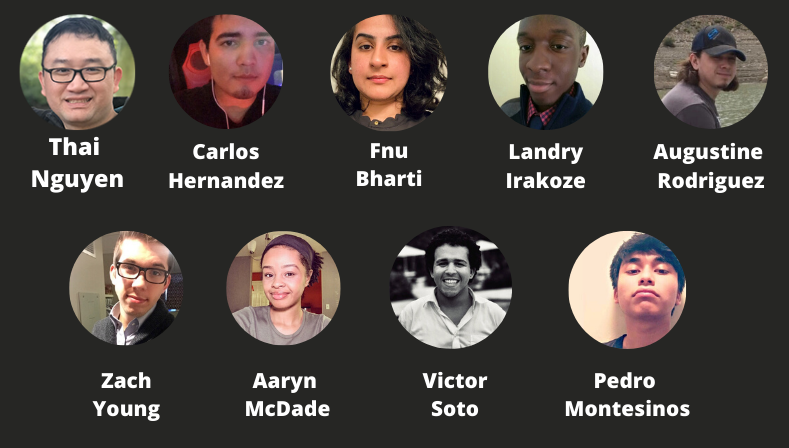 Thai
Nguyen
Carlos
Hernandez
Fnu
Bharti
Landry
Irakoze
Augustine
Rodriguez
Zach
Young
Aaryn
McDade
Victor
Soto
Pedro
Montesinos